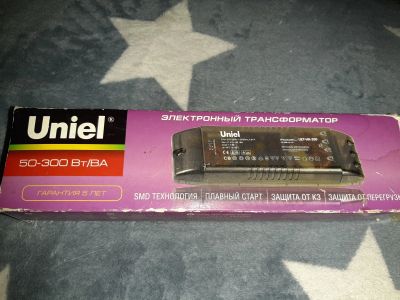 ЭЛЕКТРОННЫЙ ТРАНСФОРМАТОР
Uniel®
Uniel
50-300 Вт/ВА
ГАРАНТИЯ 5 ЛЕТ
SMD ТЕХНОЛОГИЯ
ПЛАВНЫЙ СТАРТ
ЗАЩИТА ОТ КЗ
ЗАЩИТА ОТ ПЕРЕГРУЗК